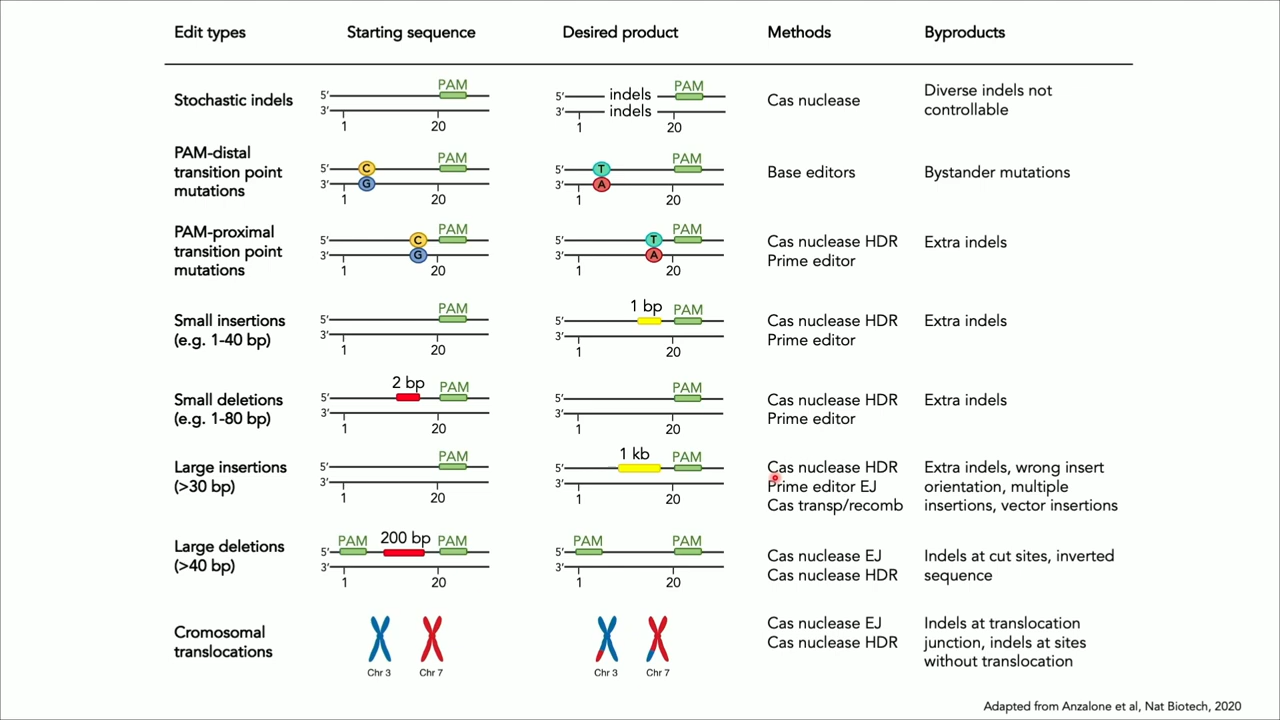 Edit types
Starting sequence
Desired product
Methods
Byproducts
Stochastic indels
5′
3′
PAM
1
20
5′
3′
indels
indels
PAM
1
20
Cas nuclease
Diverse indels not
controllable
PAM-distal
transition point
mutations
5′
3′
C
G
PAM
1
20
5′
3′
T
A
PAM
1
20
Base editors
Bystander mutations
PAM-proximal
transition point
mutations
5′
3′
C
G
PAM
1
20
5′
3′
T
A
PAM
1
20
Cas nuclease HDR
Prime editor
Extra indels
Small insertions
(e.g. 1-40 bp)
5′
3′
PAM
1
20
5′
3′
1 bp
PAM
1
20
Cas nuclease HDR
Prime editor
Extra indels
Small deletions
(e.g. 1-80 bp)
5′
3′
2 bp
PAM
1
20
5′
3′
PAM
1
20
Cas nuclease HDR
Prime editor
Extra indels
Large insertions
(>30 bp)
5′
3′
PAM
1
20
5′
3′
1 kb
PAM
1
20
Cas nuclease HDR
Prime editor EJ
Cas transp/recomb
Extra indels, wrong insert
orientation, multiple
insertions, vector insertions
Large deletions
(>40 bp)
5′
3′
PAM
200 bp
PAM
1
20
5′
3′
PAM
PAM
1
20
Cas nuclease EJ
Cas nuclease HDR
Indels at cut sites, inverted
sequence
Cromosomal
translocations
Chr 3
Chr 7
Chr 3
Chr 7
Cas nuclease EJ
Cas nuclease HDR
Indels at translocation
junction, indels at sites
without translocation
Adapted from Anzalone et al, Nat Biotech, 2020